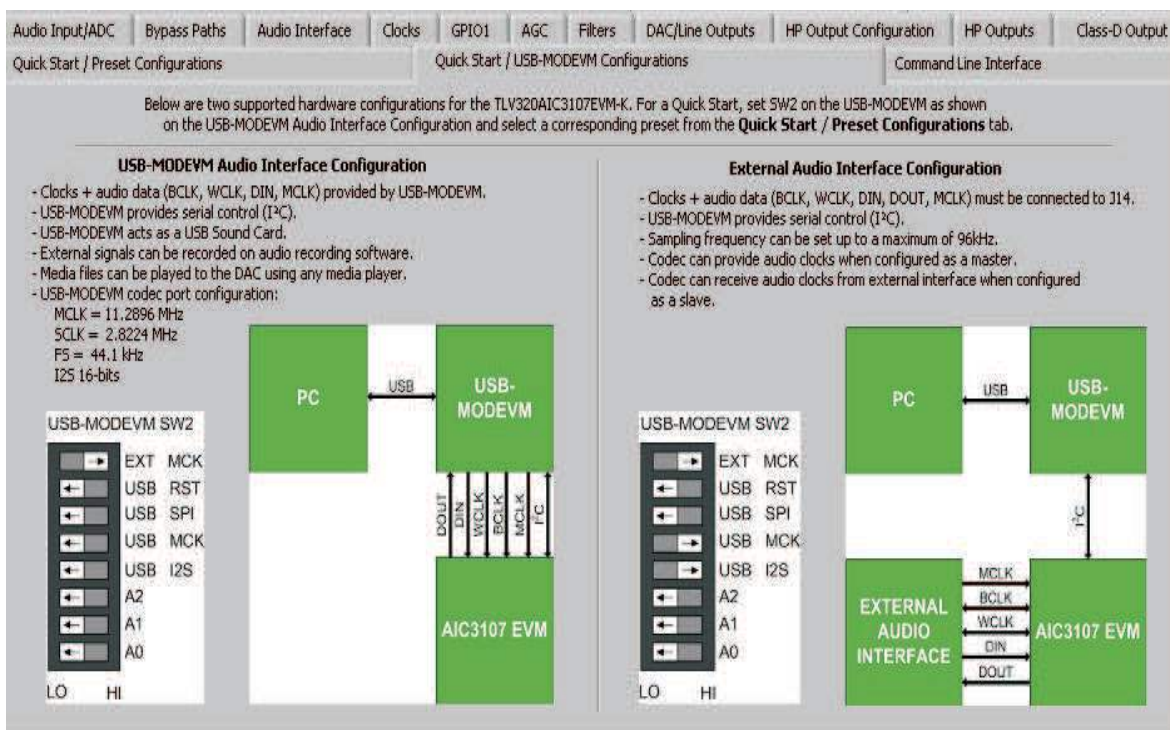 Audio Input/ADC
Bypass Paths
Audio Interface
Clocks
GPIO1
AGC
Filters
DAC/Line Outputs
HP Output Configuration
HP Outputs
Class-D Output
Quick Start / Preset Configurations
Quick Start / USB-MODEVM Configurations
Command Line Interface
Below are two supported hardware configurations for the TLV320AIC3107EVM-K. For a Quick Start, set SW2 on the USB-MODEVM as shown
on the USB-MODEVM Audio Interface Configuration and select a corresponding preset from the Quick Start / Preset Configurations tab.
USB-MODEVM Audio Interface Configuration
- Clocks + audio data (BCLK, WCLK, DIN, MCLK) provided by USB-MODEVM.
- USB-MODEVM provides serial control (I²C).
- USB-MODEVM acts as a USB Sound Card.
- External signals can be recorded on audio recording software.
- Media files can be played to the DAC using any media player.
- USB-MODEVM codec port configuration:
MCLK = 11.2896 MHz
SCLK = 2.8224 MHz
FS = 44.1 kHz
I2S 16-bits
USB-MODEVM SW2
EXT MCK
USB RST
USB SPI
USB MCK
USB I2S
A2
A1
A0
LO HI
PC
USB
USB-
MODEVM
DOUT
DIN
WCLK
BCLK
MCLK
I²C
AIC3107 EVM
External Audio Interface Configuration
- Clocks + audio data (BCLK, WCLK, DIN, DOUT, MCLK) must be connected to J14.
- USB-MODEVM provides serial control (I²C).
- Sampling frequency can be set up to a maximum of 96kHz.
- Codec can provide audio clocks when configured as a master.
- Codec can receive audio clocks from external interface when configured
as a slave.
USB-MODEVM SW2
EXT MCK
USB RST
USB SPI
USB MCK
USB I2S
A2
A1
A0
LO HI
PC
USB
USB-
MODEVM
I²C
EXTERNAL
AUDIO
INTERFACE
MCLK
BCLK
WCLK
DIN
DOUT
AIC3107 EVM